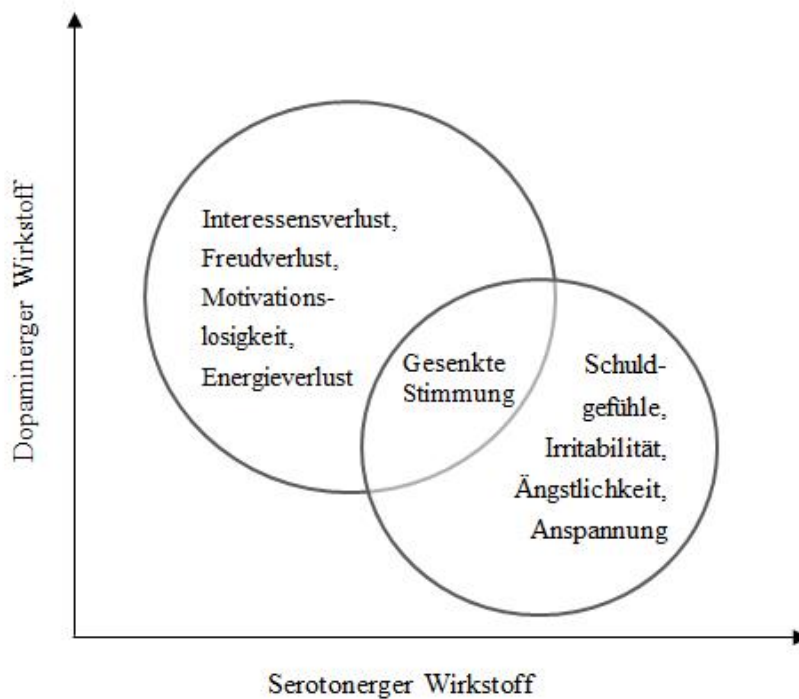 Dopaminerger Wirkstoff
Interessensverlust,
Freudverlust,
Motivations-
losigkeit,
Energieverlust
Gesenkte
Stimmung
Schuld-
gefühle,
Irritabilität,
Ängstlichkeit,
Anspannung
Serotonerger Wirkstoff